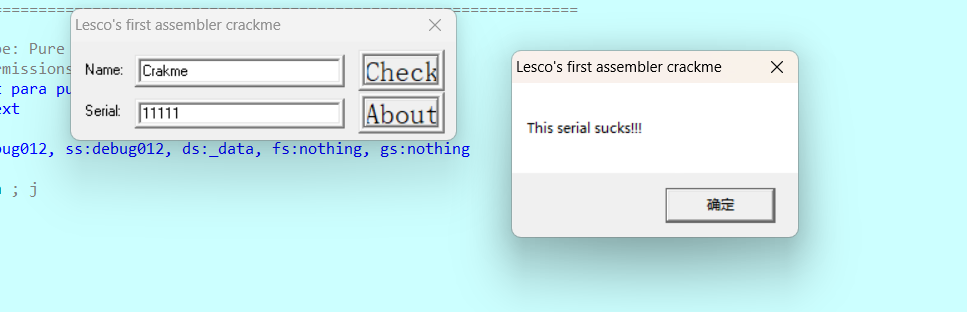 Lesco's first assembler crackme
Name:
Crakme
Check
Serial:
11111
About
Lesco's first assembler crackme
This serial sucks!!!
确定
pe: Pure
rmissions
t para pu
ext
bug012, ss:debug012, ds:_data, fs:nothing, gs:nothing
; j